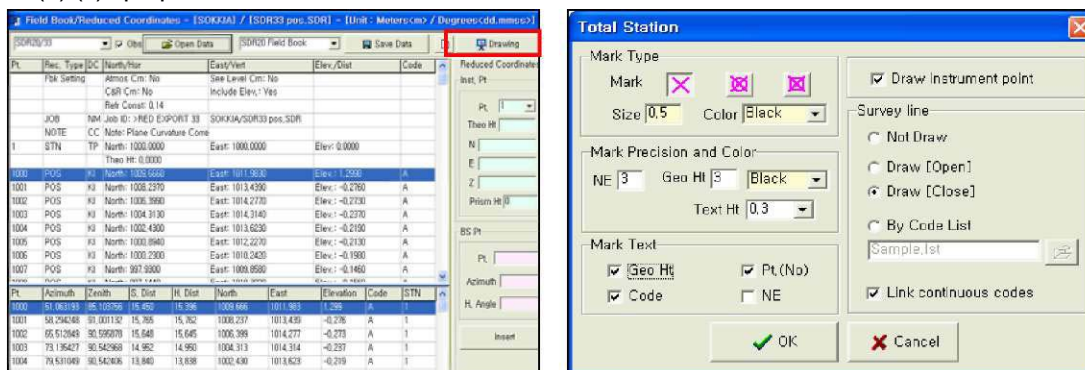 Field Book/Reduced Coordinates - [SOKKIA] / [SDR33 pos.SDR] - [Unit : Meters<m> / Degrees<dd.mmss>]
SDR20/33 Obs Open Data SDR20 Field Book Save Data Drawing
Pt. Rec. Type DC North/Hor East/Vert Elev./Dist Code
Fbk Setting Atmos Crn: No See Level Crn: No
C&R Crn: No Include Elev.: Yes
Refr Const: 0.14
JOB NM Job ID: >RED EXPORT 33 SOKKIA/SDR33 pos.SDR
NOTE CC Note: Plane Curvature Corre
1 STN TP North: 1000.0000 East: 1000.0000 Elev: 0.0000
Theo Ht: 0.0000
1000 POS KI North: 1009.6660 East: 1011.9830 Elev.: 1.2990 A
1001 POS KI North: 1008.2370 East: 1013.4390 Elev.: -0.2760 A
1002 POS KI North: 1006.3990 East: 1014.2770 Elev.: -0.2730 A
1003 POS KI North: 1004.3130 East: 1014.3140 Elev.: -0.2370 A
1004 POS KI North: 1002.4300 East: 1013.6230 Elev.: -0.2190 A
1005 POS KI North: 1000.8940 East: 1012.2270 Elev.: -0.2130 A
1006 POS KI North: 1000.2300 East: 1010.2420 Elev.: -0.1980 A
1007 POS KI North: 997.9300 East: 1009.8580 Elev.: -0.1460 A
Pt. Azimuth Zenith S. Dist H. Dist North East Elevation Code STN
1000 51.063193 85.103756 15.450 15.396 1009.666 1011.983 1.299 A 1
1001 58.294248 91.001132 15.765 15.762 1008.237 1013.439 -0.276 A 1
1002 65.512849 90.595878 15.648 15.645 1006.399 1014.277 -0.273 A 1
1003 73.135427 90.542968 14.952 14.950 1004.313 1014.314 -0.237 A 1
1004 79.531049 90.542406 13.840 13.838 1002.430 1013.623 -0.219 A 1
Reduced Coordinates
Inst. Pt
Pt. 1
Theo Ht
N
E
Z
Prism Ht 0
BS Pt
Pt.
Azimuth
H. Angle
Insert
Total Station
Mark Type
Mark
Size 0.5 Color Black
Mark Precision and Color
NE 3 Geo Ht 3 Black
Text Ht 0.3
Mark Text
Geo Ht Pt.(No)
Code NE
Draw Instrument point
Survey line
Not Draw
Draw [Open]
Draw [Close]
By Code List
Sample.lst
Link continuous codes
OK Cancel